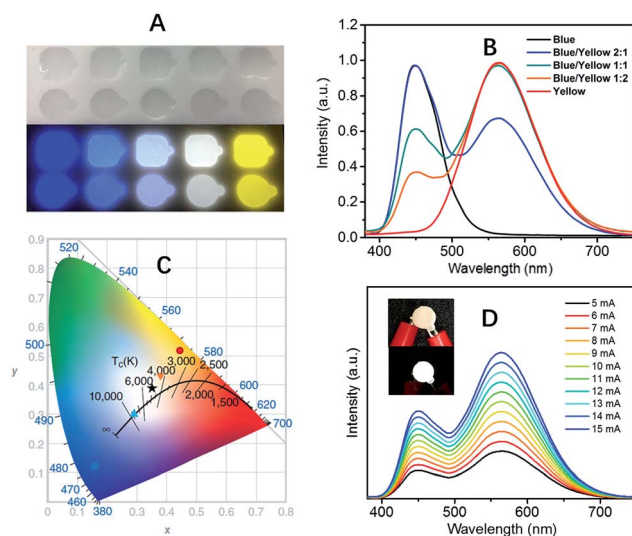 A
B
1.2
1.0
0.8
0.6
0.4
0.2
0.0
Intensity (a.u.)
400 500 600 700
Wavelength (nm)
Blue
Blue/Yellow 2:1
Blue/Yellow 1:1
Blue/Yellow 1:2
Yellow
C
0.9
0.8
0.7
0.6
0.5
0.4
0.3
0.2
0.1
y
0 0.1 0.2 0.3 0.4 0.5 0.6 0.7 0.8
x
520
540
560
580
600
620
700
500
490
480
470
460
380
Tc(K)
∞
10,000
6,000
4,000
3,000
2,500
2,000
1,500
D
Intensity (a.u.)
400 500 600 700
Wavelength (nm)
5 mA
6 mA
7 mA
8 mA
9 mA
10 mA
11 mA
12 mA
13 mA
14 mA
15 mA